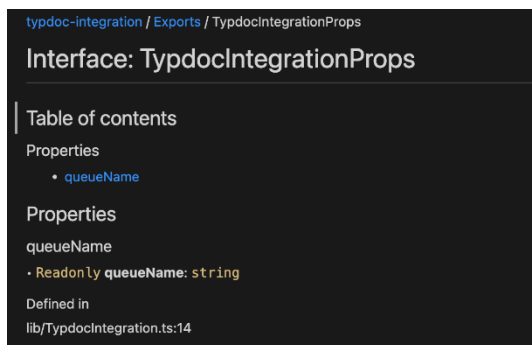 typdoc-integration / Exports / TypdocIntegrationProps
Interface: TypdocIntegrationProps
Table of contents
Properties
• queueName
Properties
queueName
• Readonly queueName: string
Defined in
lib/TypdocIntegration.ts:14